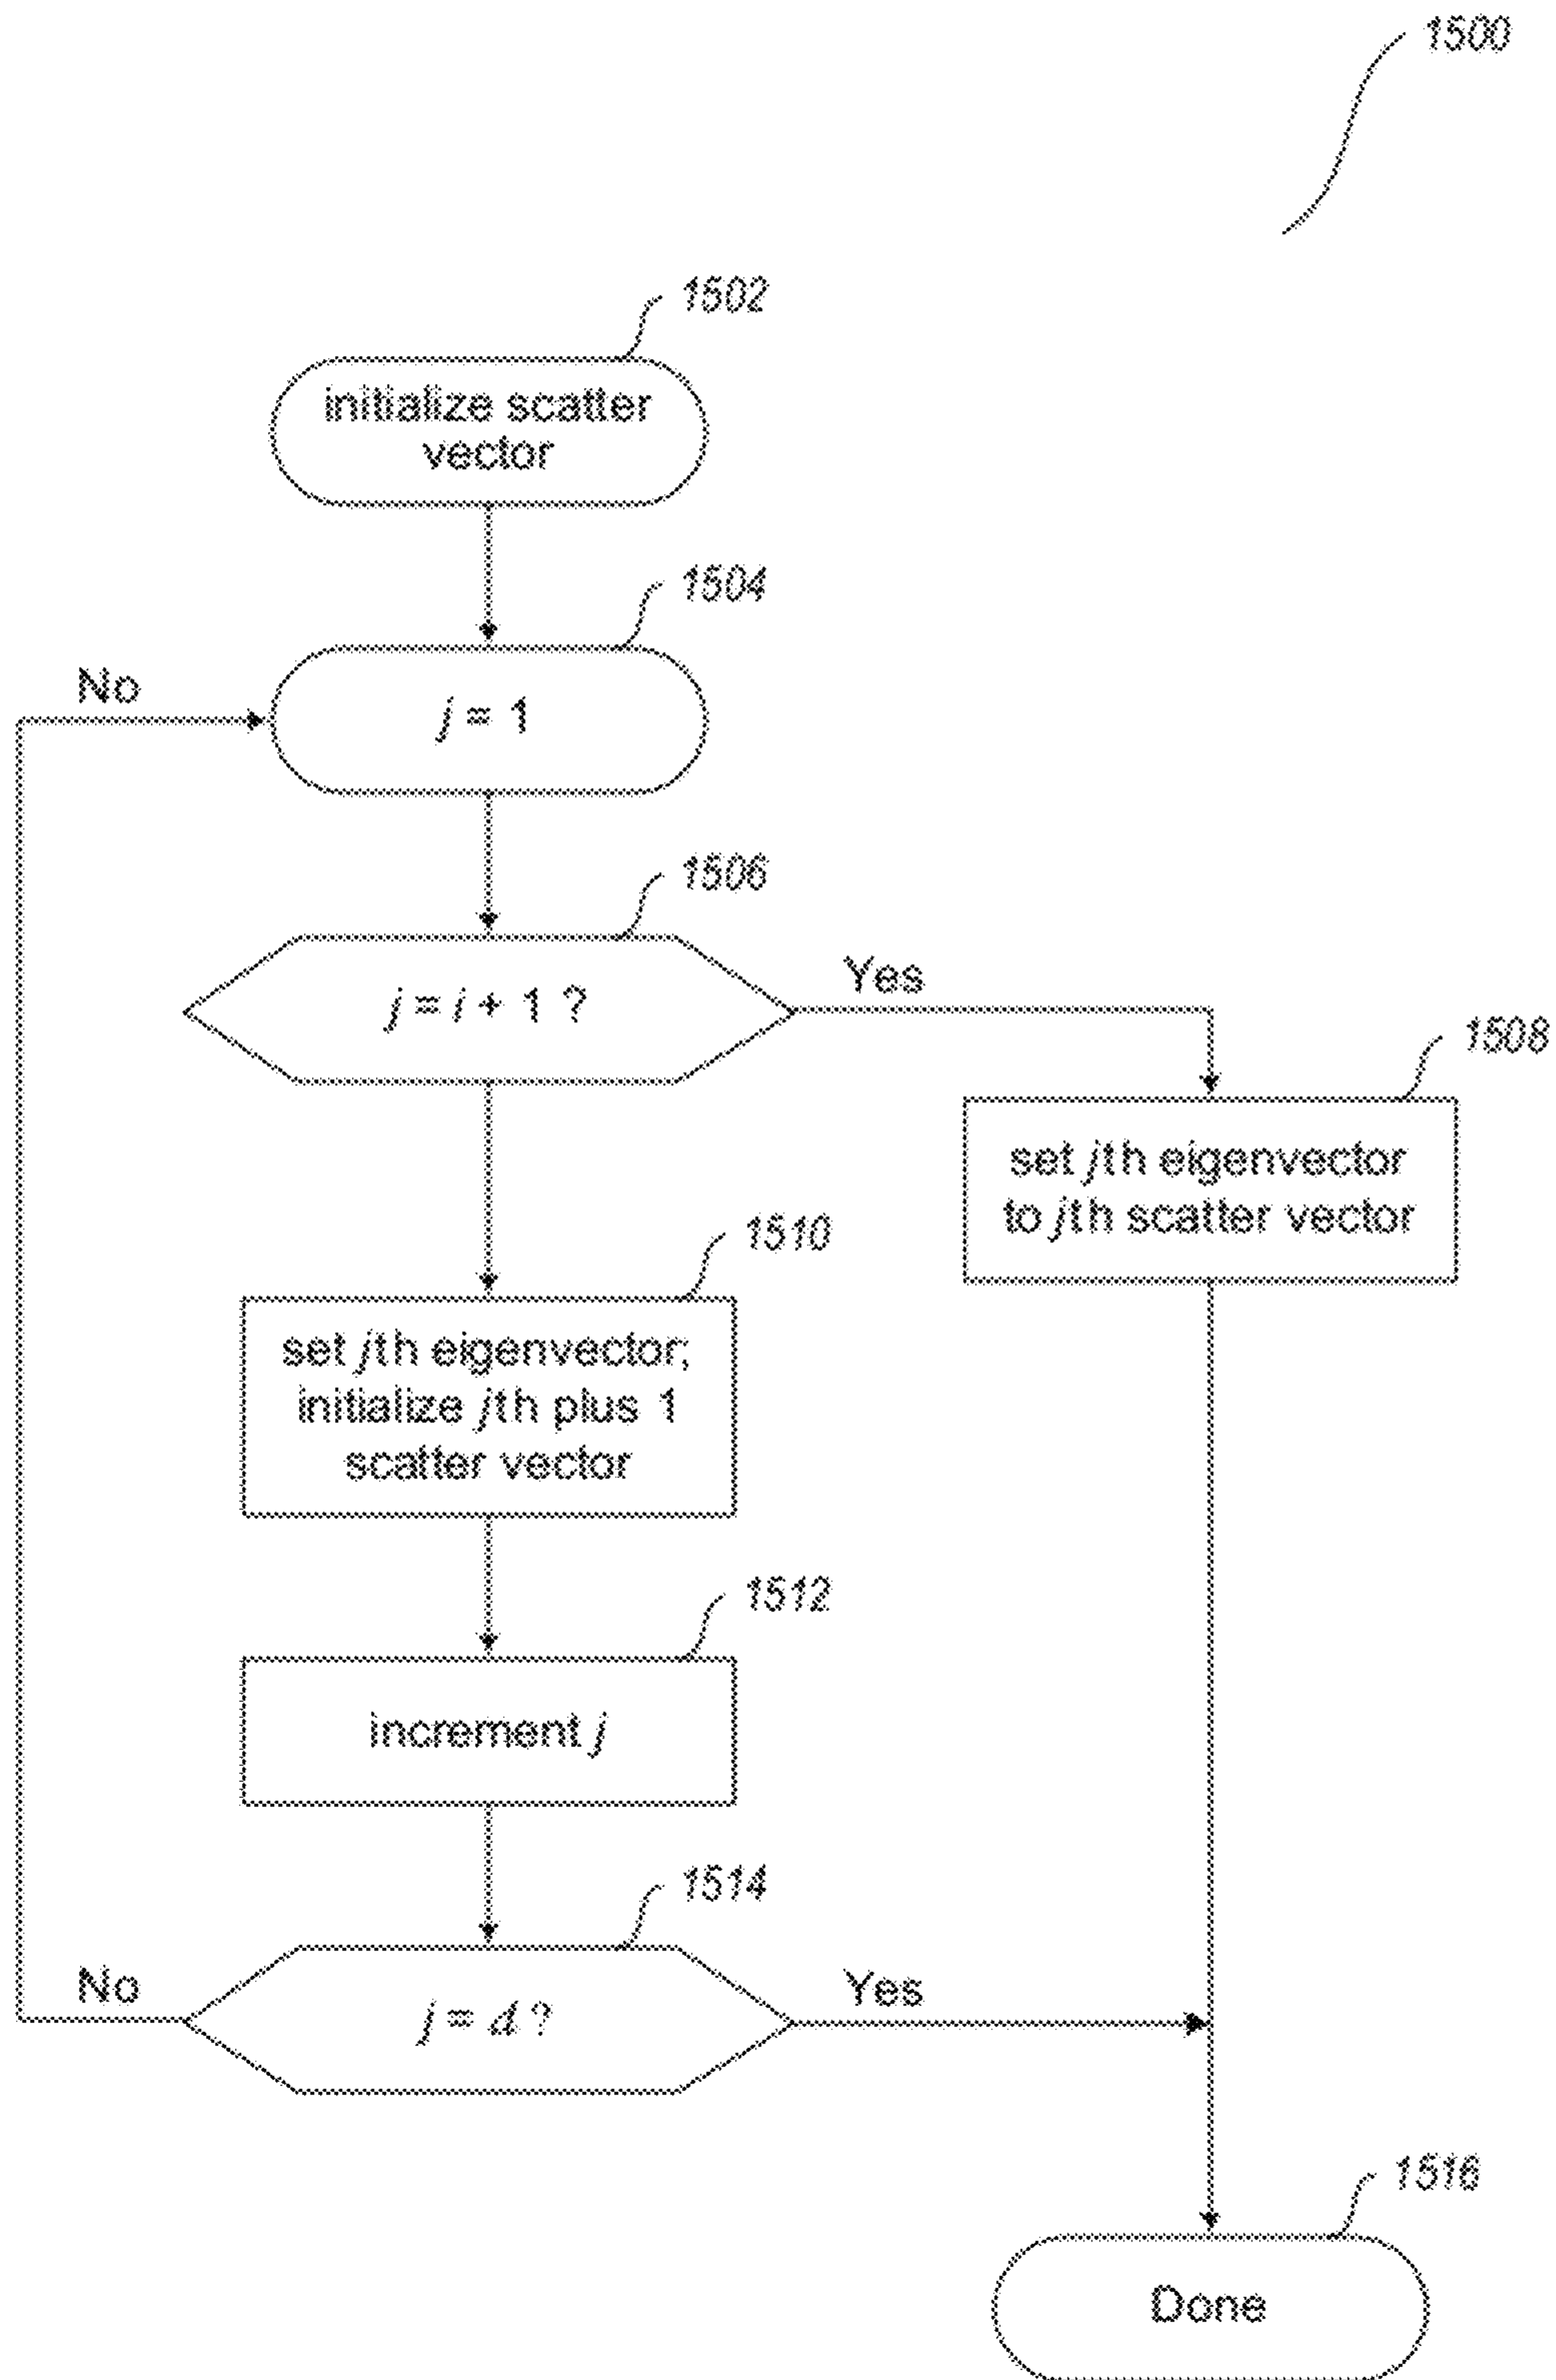 1500
1502
initialize scatter
vector
1504
No
j = 1
1506
j = i + 1 ?
Yes
1508
set jth eigenvector
to jth scatter vector
1510
set jth eigenvector;
initialize jth plus 1
scatter vector
1512
increment j
1514
No
j = d ?
Yes
1516
Done